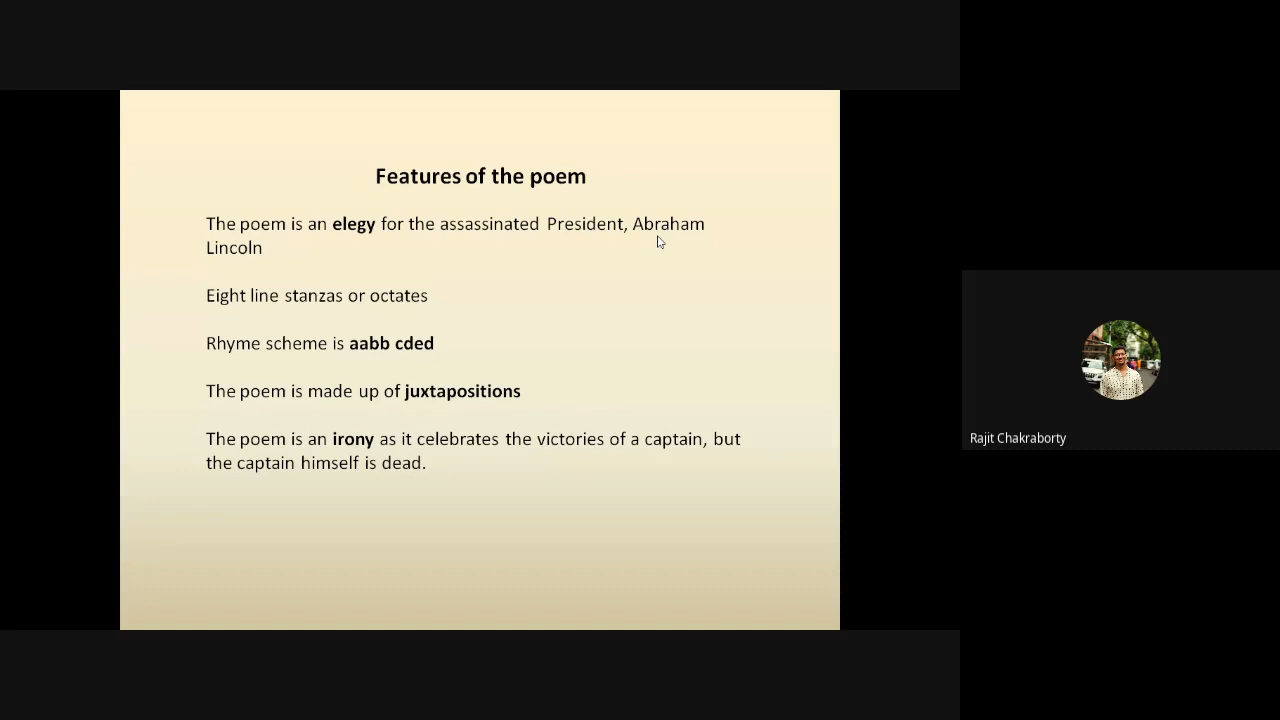 Features of the poem
The poem is an elegy for the assassinated President, Abraham
Lincoln
Eight line stanzas or octates
Rhyme scheme is aabb cded
The poem is made up of juxtapositions
The poem is an irony as it celebrates the victories of a captain, but
the captain himself is dead.
Rajit Chakraborty